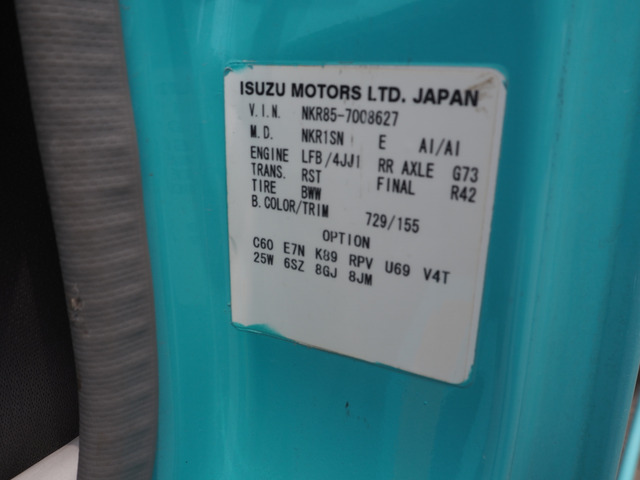 ISUZU MOTORS LTD. JAPAN
V.I.N. NKR85-7008627
M.D. NKR1SN E AI/AI
ENGINE LFB/4JJ1 RR AXLE G73
TRANS. RST FINAL R42
TIRE BWW
B.COLOR/TRIM 729/155
OPTION
C60 E7N K89 RPV U69 V4T
25W 6SZ 8GJ 8JM